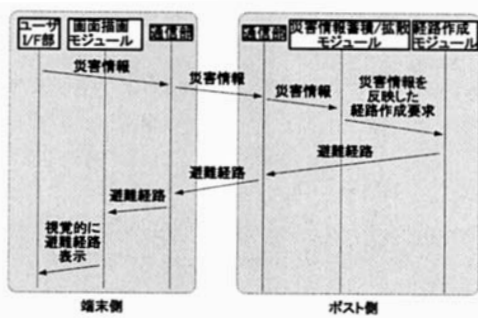 ユーザ
I/F部
画面描画
モジュール
通信部
通信部
災害情報蓄積/拡散
モジュール
経路作成
モジュール
災害情報
災害情報
災害情報
災害情報を
反映した
経路作成要求
避難経路
避難経路
避難経路
視覚的に
避難経路
表示
端末側
ポスト側